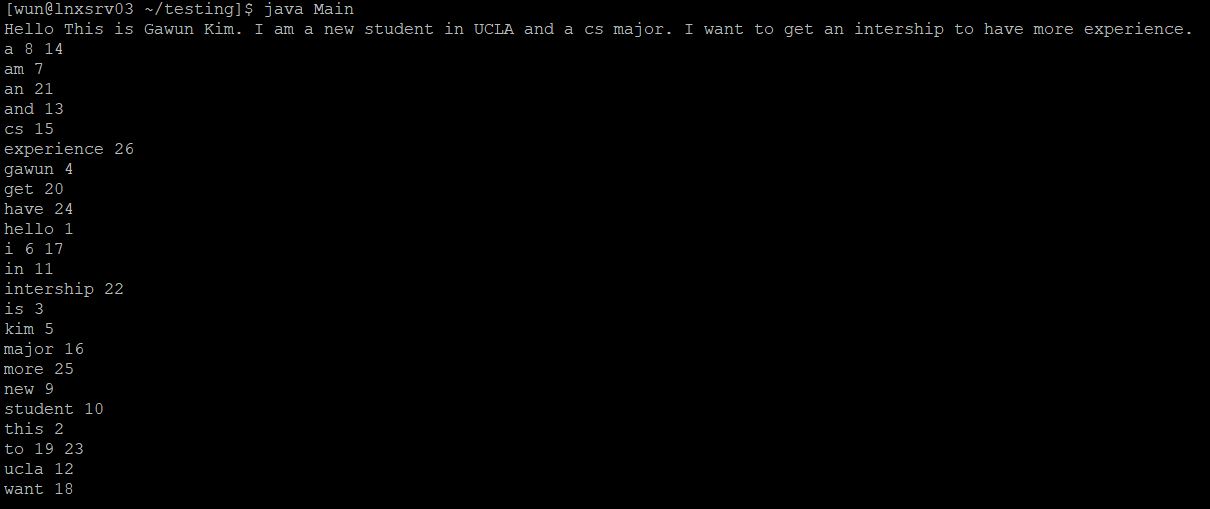 [wun@lnxsrv03 ~/testing]$ java Main
Hello This is Gawun Kim. I am a new student in UCLA and a cs major. I want to get an intership to have more experience.
a 8 14
am 7
an 21
and 13
cs 15
experience 26
gawun 4
get 20
have 24
hello 1
i 6 17
in 11
intership 22
is 3
kim 5
major 16
more 25
new 9
student 10
this 2
to 19 23
ucla 12
want 18